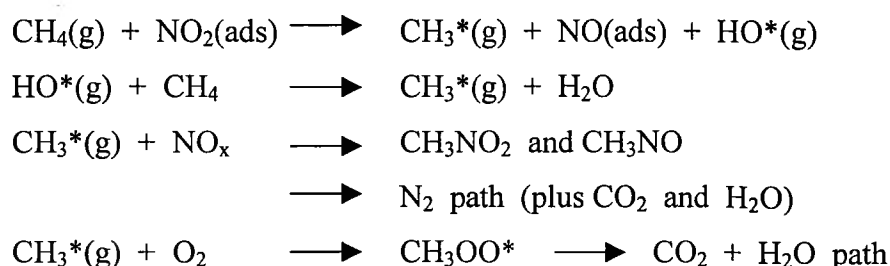 CH₄(g) + NO₂(ads) ⟶ CH₃*(g) + NO(ads) + HO*(g)
HO*(g) + CH₄ ⟶ CH₃*(g) + H₂O
CH₃*(g) + NOₓ ⟶ CH₃NO₂ and CH₃NO
⟶ N₂ path (plus CO₂ and H₂O)
CH₃*(g) + O₂ ⟶ CH₃OO* ⟶ CO₂ + H₂O path